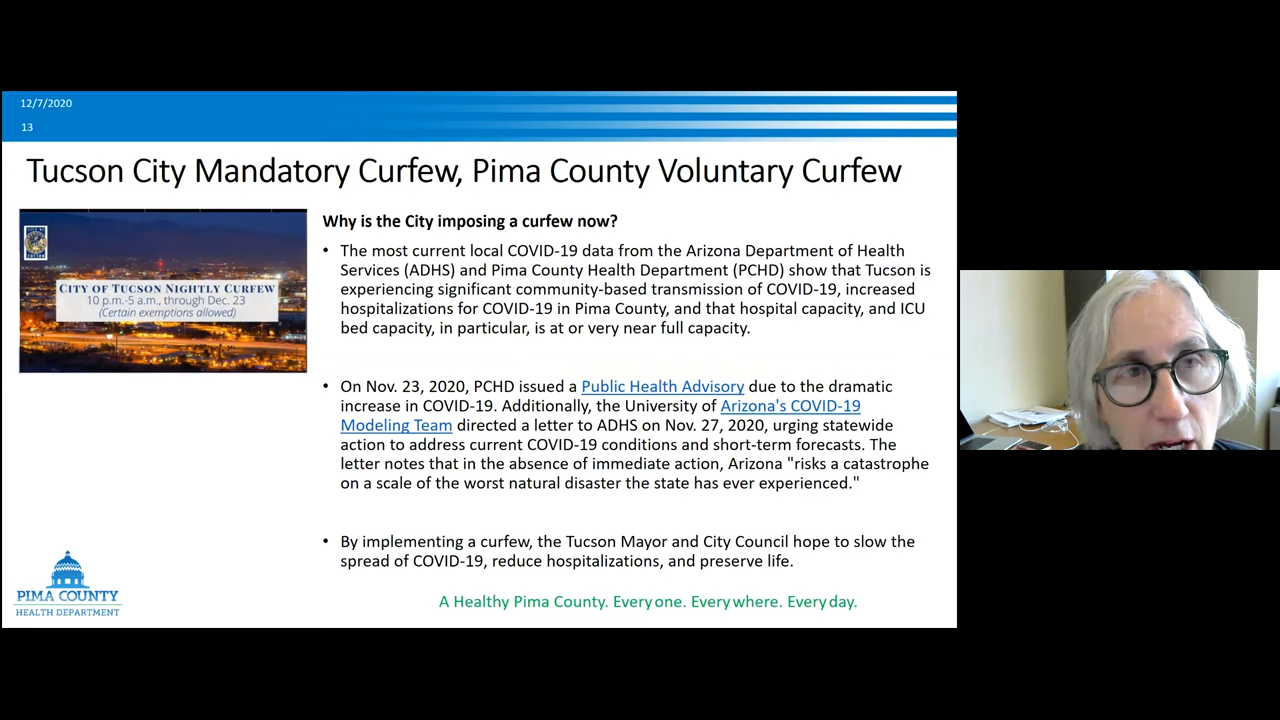 12/7/2020
13
Tucson City Mandatory Curfew, Pima County Voluntary Curfew
CITY OF TUCSON NIGHTLY CURFEW
10 p.m.-5 a.m., through Dec. 23
(Certain exemptions allowed)
Why is the City imposing a curfew now?
• The most current local COVID-19 data from the Arizona Department of Health
Services (ADHS) and Pima County Health Department (PCHD) show that Tucson is
experiencing significant community-based transmission of COVID-19, increased
hospitalizations for COVID-19 in Pima County, and that hospital capacity, and ICU
bed capacity, in particular, is at or very near full capacity.
• On Nov. 23, 2020, PCHD issued a Public Health Advisory due to the dramatic
increase in COVID-19. Additionally, the University of Arizona's COVID-19
Modeling Team directed a letter to ADHS on Nov. 27, 2020, urging statewide
action to address current COVID-19 conditions and short-term forecasts. The
letter notes that in the absence of immediate action, Arizona "risks a catastrophe
on a scale of the worst natural disaster the state has ever experienced."
• By implementing a curfew, the Tucson Mayor and City Council hope to slow the
spread of COVID-19, reduce hospitalizations, and preserve life.
PIMA COUNTY
HEALTH DEPARTMENT
A Healthy Pima County. Everyone. Everywhere. Everyday.